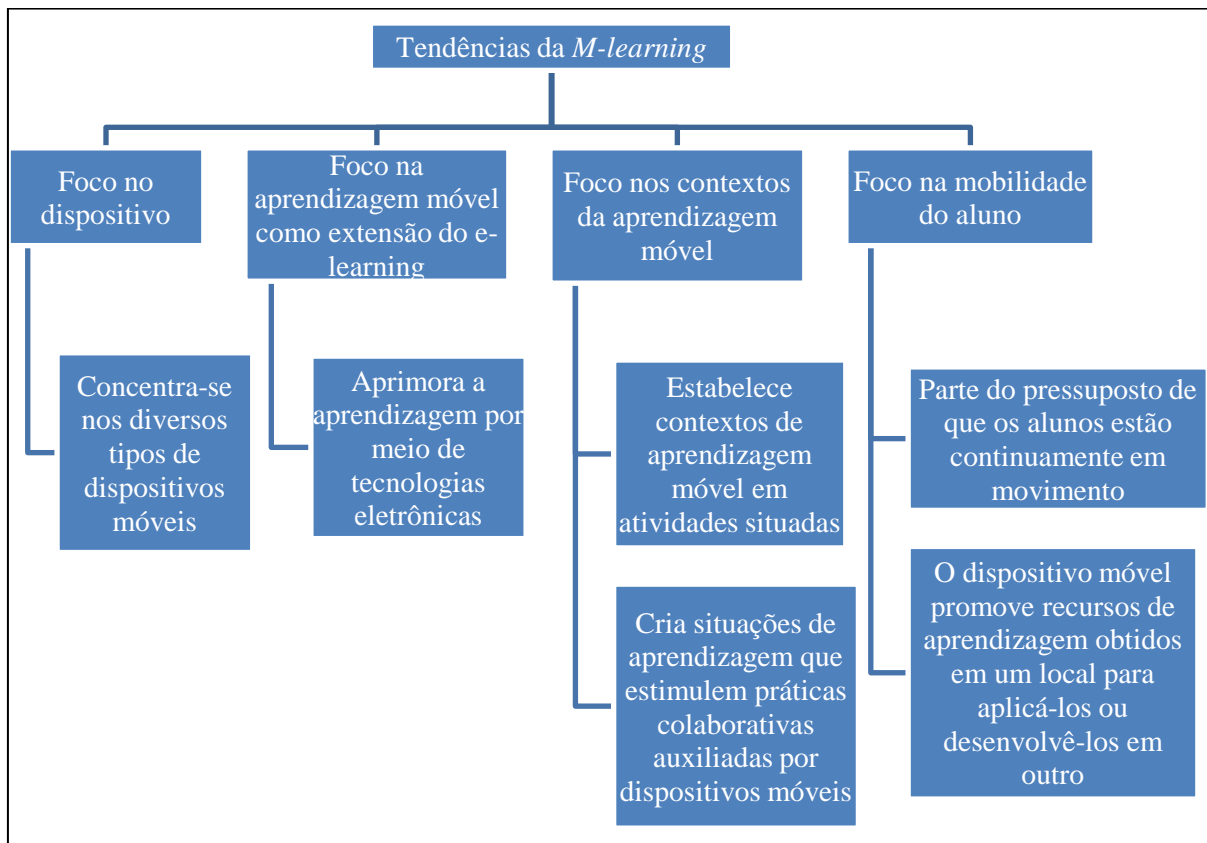 Tendências da M-learning
Foco no
dispositivo
Foco na
aprendizagem móvel
como extensão do e-
learning
Foco nos contextos
da aprendizagem
móvel
Foco na mobilidade
do aluno
Concentra-se
nos diversos
tipos de
dispositivos
móveis
Aprimora a
aprendizagem por
meio de
tecnologias
eletrônicas
Estabelece
contextos de
aprendizagem
móvel em
atividades situadas
Cria situações de
aprendizagem que
estimulem práticas
colaborativas
auxiliadas por
dispositivos móveis
Parte do pressuposto de
que os alunos estão
continuamente em
movimento
O dispositivo móvel
promove recursos de
aprendizagem obtidos
em um local para
aplicá-los ou
desenvolvê-los em
outro